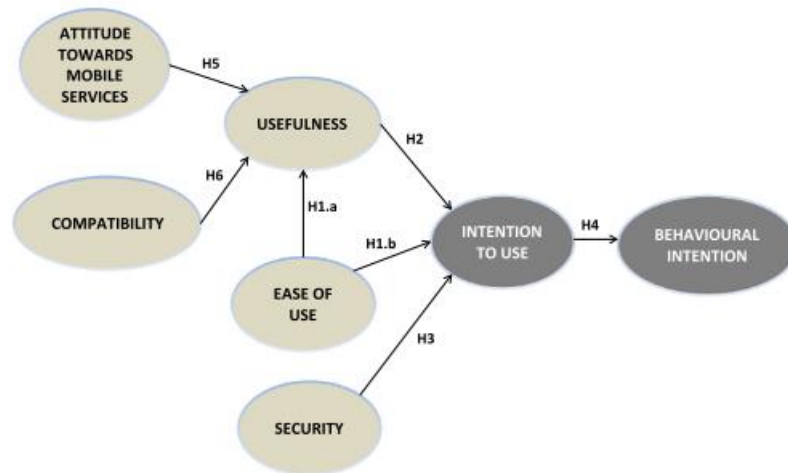 ATTITUDE
TOWARDS
MOBILE
SERVICES
H5
USEFULNESS
H2
COMPATIBILITY
H6
H1.a
H1.b
INTENTION
TO USE
H4
BEHAVIOURAL
INTENTION
EASE OF
USE
H3
SECURITY